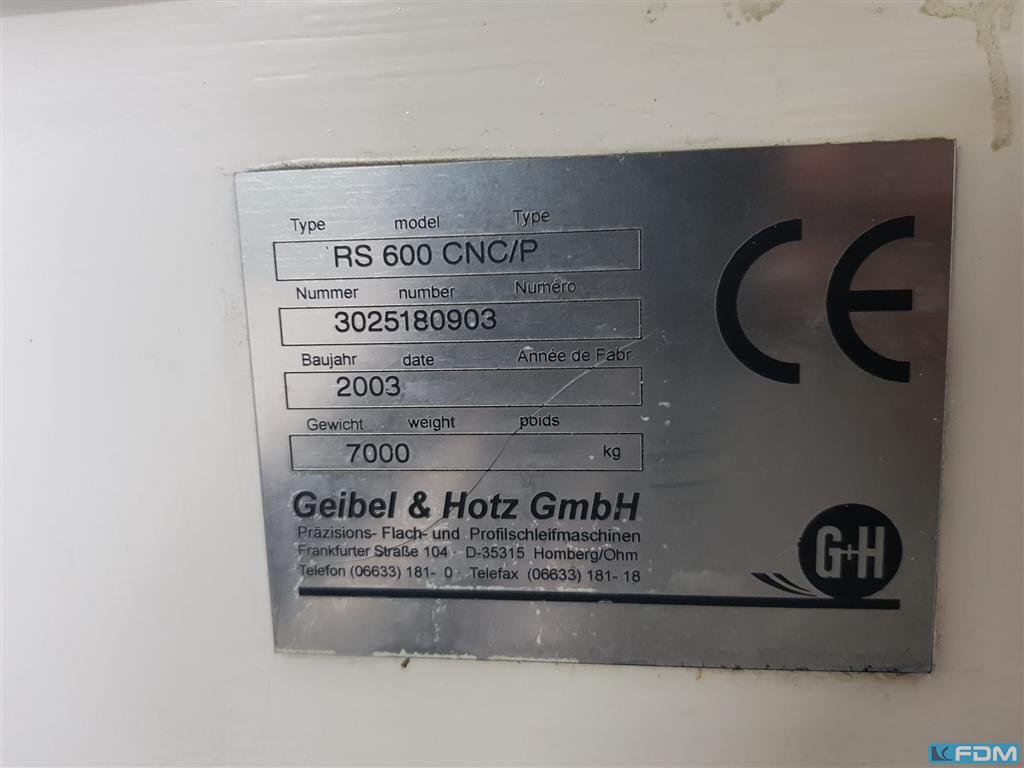 Type model Type
RS 600 CNC/P
Nummer number Numéro
3025180903
Baujahr date Année de Fabr.
2003
Gewicht weight poids
7000 kg
CE
Geibel & Hotz GmbH
Präzisions- Flach- und Profilschleifmaschinen
Frankfurter Straße 104 · D-35315 Homberg/Ohm
Telefon (06633) 181- 0 · Telefax (06633) 181- 18
G+H
FDM